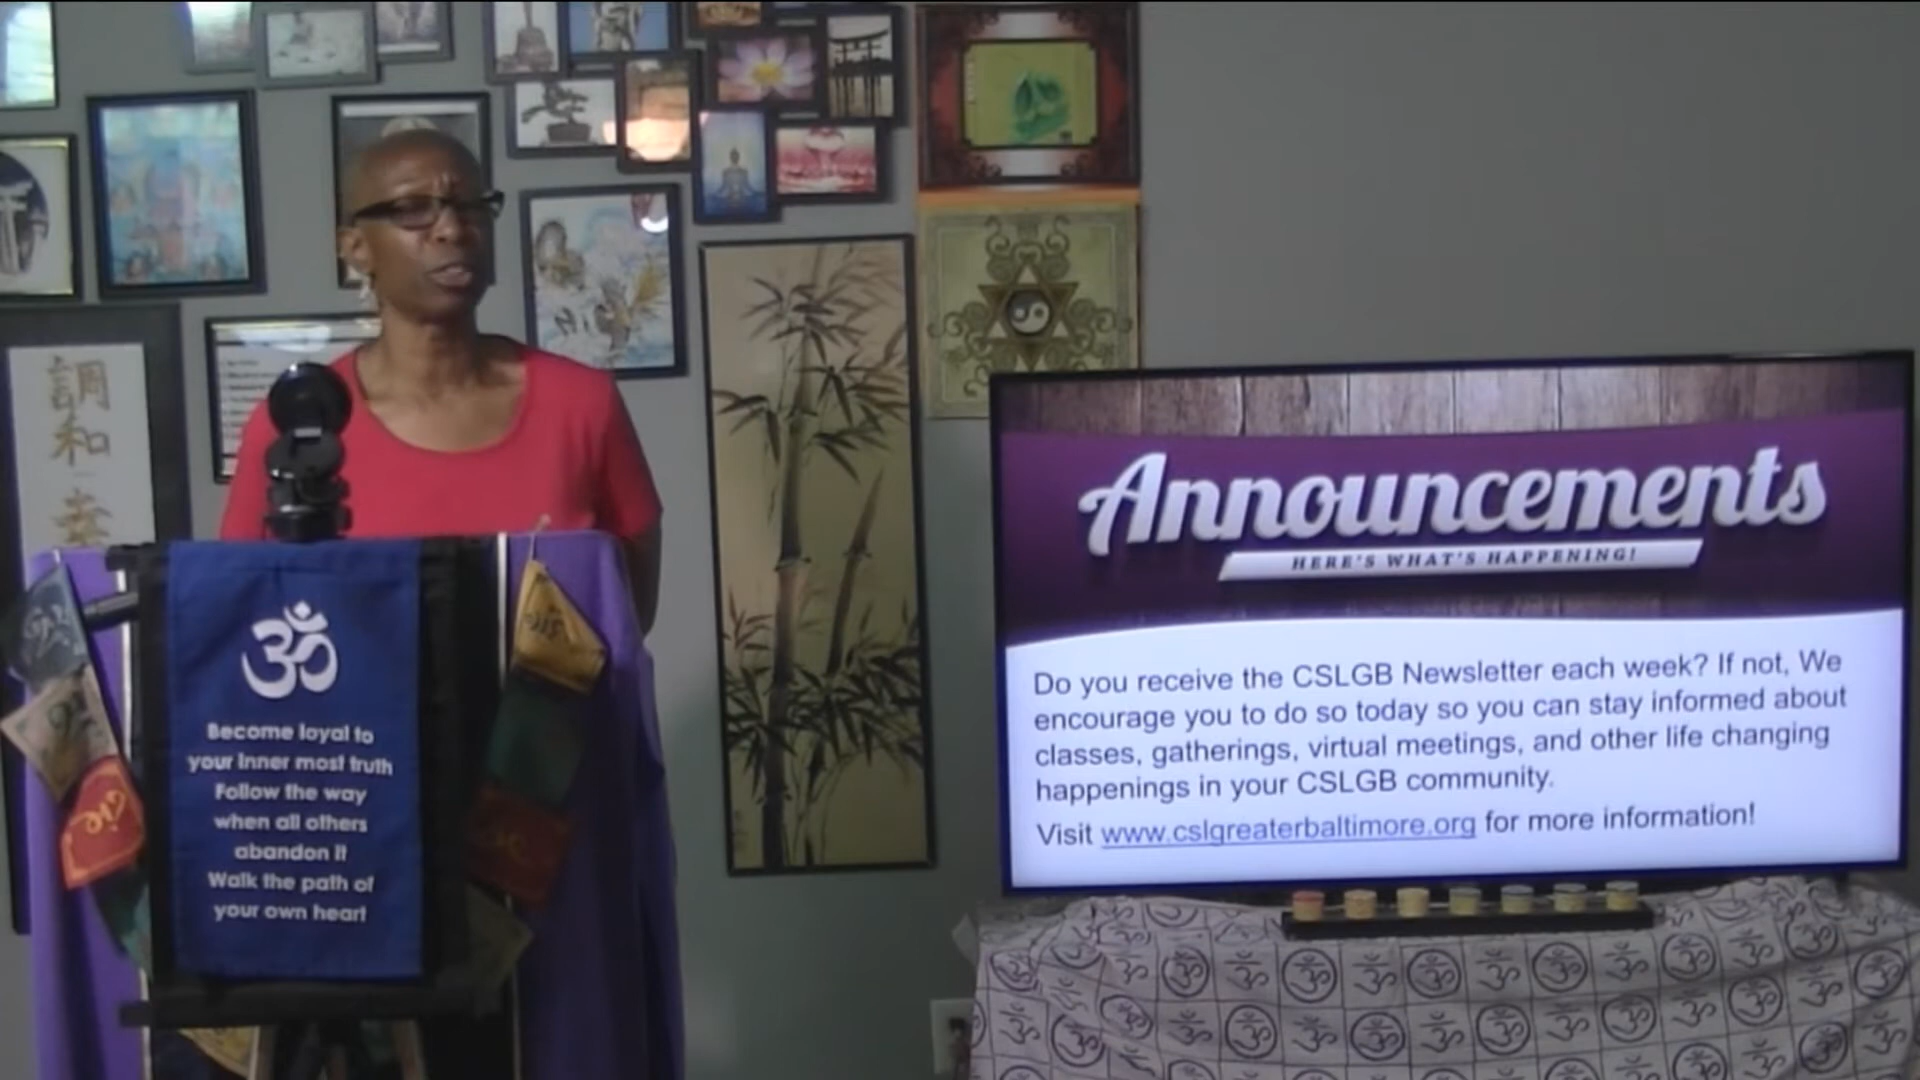 調
和
幸
ॐ
Become loyal to
your inner most truth
Follow the way
when all others
abandon it
Walk the path of
your own heart
Announcements
HERE'S WHAT'S HAPPENING!
Do you receive the CSLGB Newsletter each week? If not, We
encourage you to do so today so you can stay informed about
classes, gatherings, virtual meetings, and other life changing
happenings in your CSLGB community.
Visit www.cslgreaterbaltimore.org for more information!